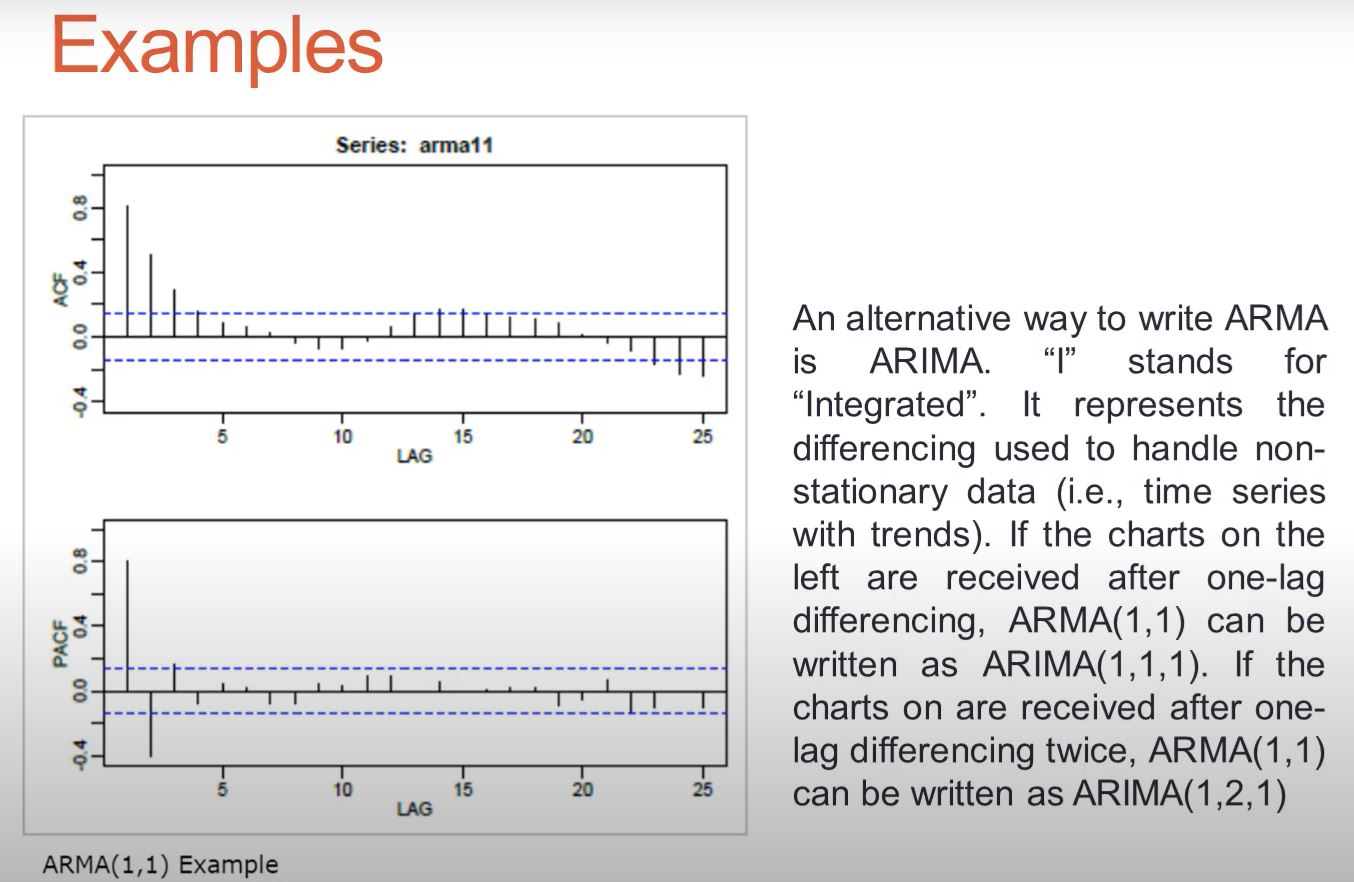 Examples
Series: arma11
ACF
0.8
0.4
0.0
-0.4
5 10 15 20 25
LAG
PACF
0.8
0.4
0.0
-0.4
5 10 15 20 25
LAG
ARMA(1,1) Example
An alternative way to write ARMA
is ARIMA. “I” stands for
“Integrated”. It represents the
differencing used to handle non-
stationary data (i.e., time series
with trends). If the charts on the
left are received after one-lag
differencing, ARMA(1,1) can be
written as ARIMA(1,1,1). If the
charts on are received after one-
lag differencing twice, ARMA(1,1)
can be written as ARIMA(1,2,1)